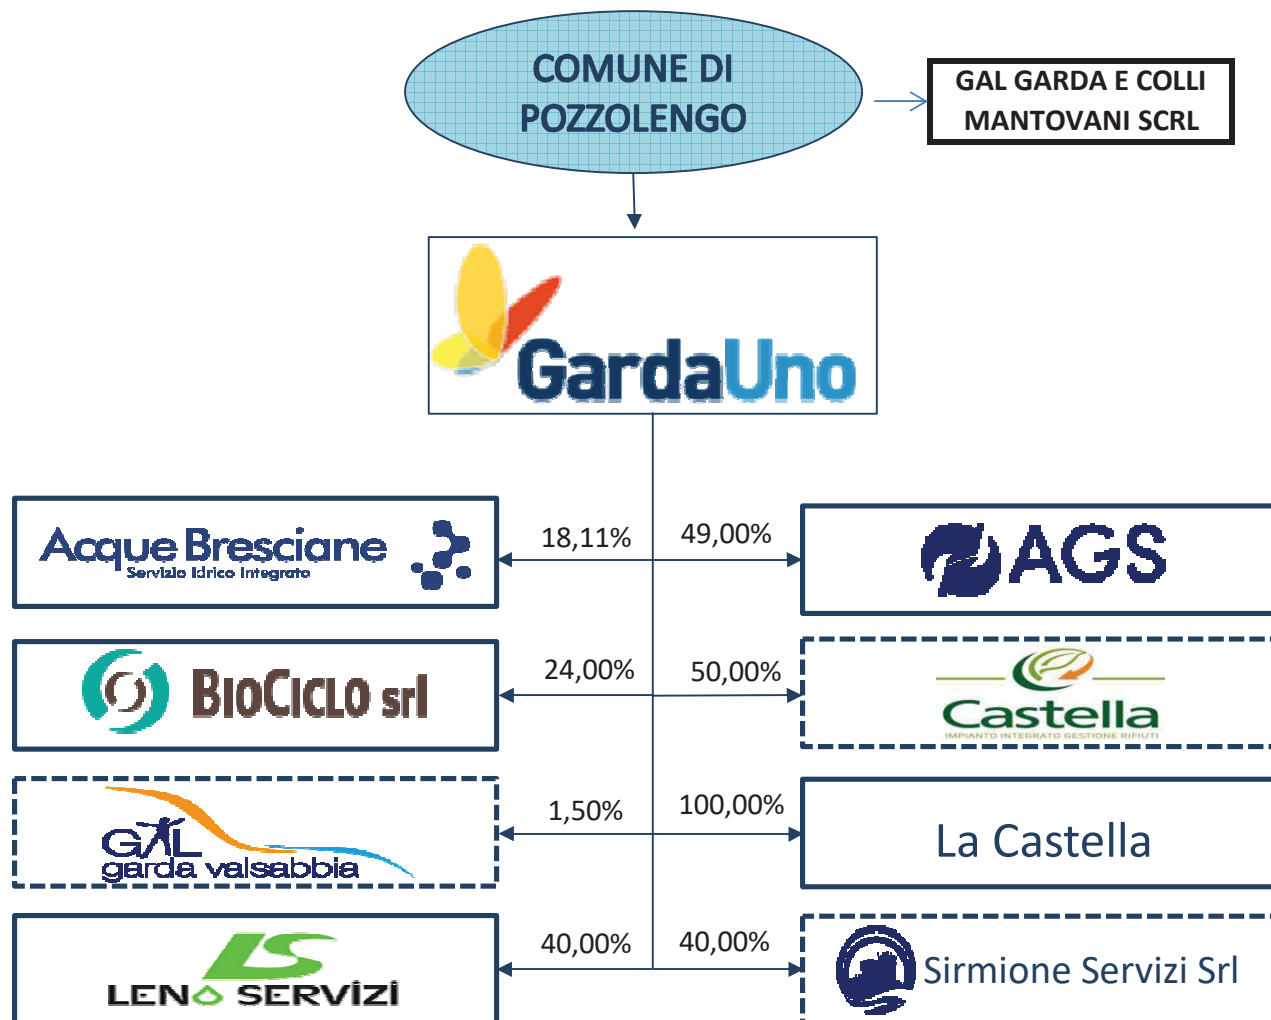 COMUNE DI
POZZOLENGO
GAL GARDA E COLLI
MANTOVANI SCRL
GardaUno
Acque Bresciane
Servizio Idrico Integrato
18,11%
49,00%
AGS
BIOCICLO srl
24,00%
50,00%
Castella
IMPIANTO INTEGRATO GESTIONE RIFIUTI
GAL
garda valsabbia
1,50%
100,00%
La Castella
LS
LENO SERVIZI
40,00%
40,00%
Sirmione Servizi Srl